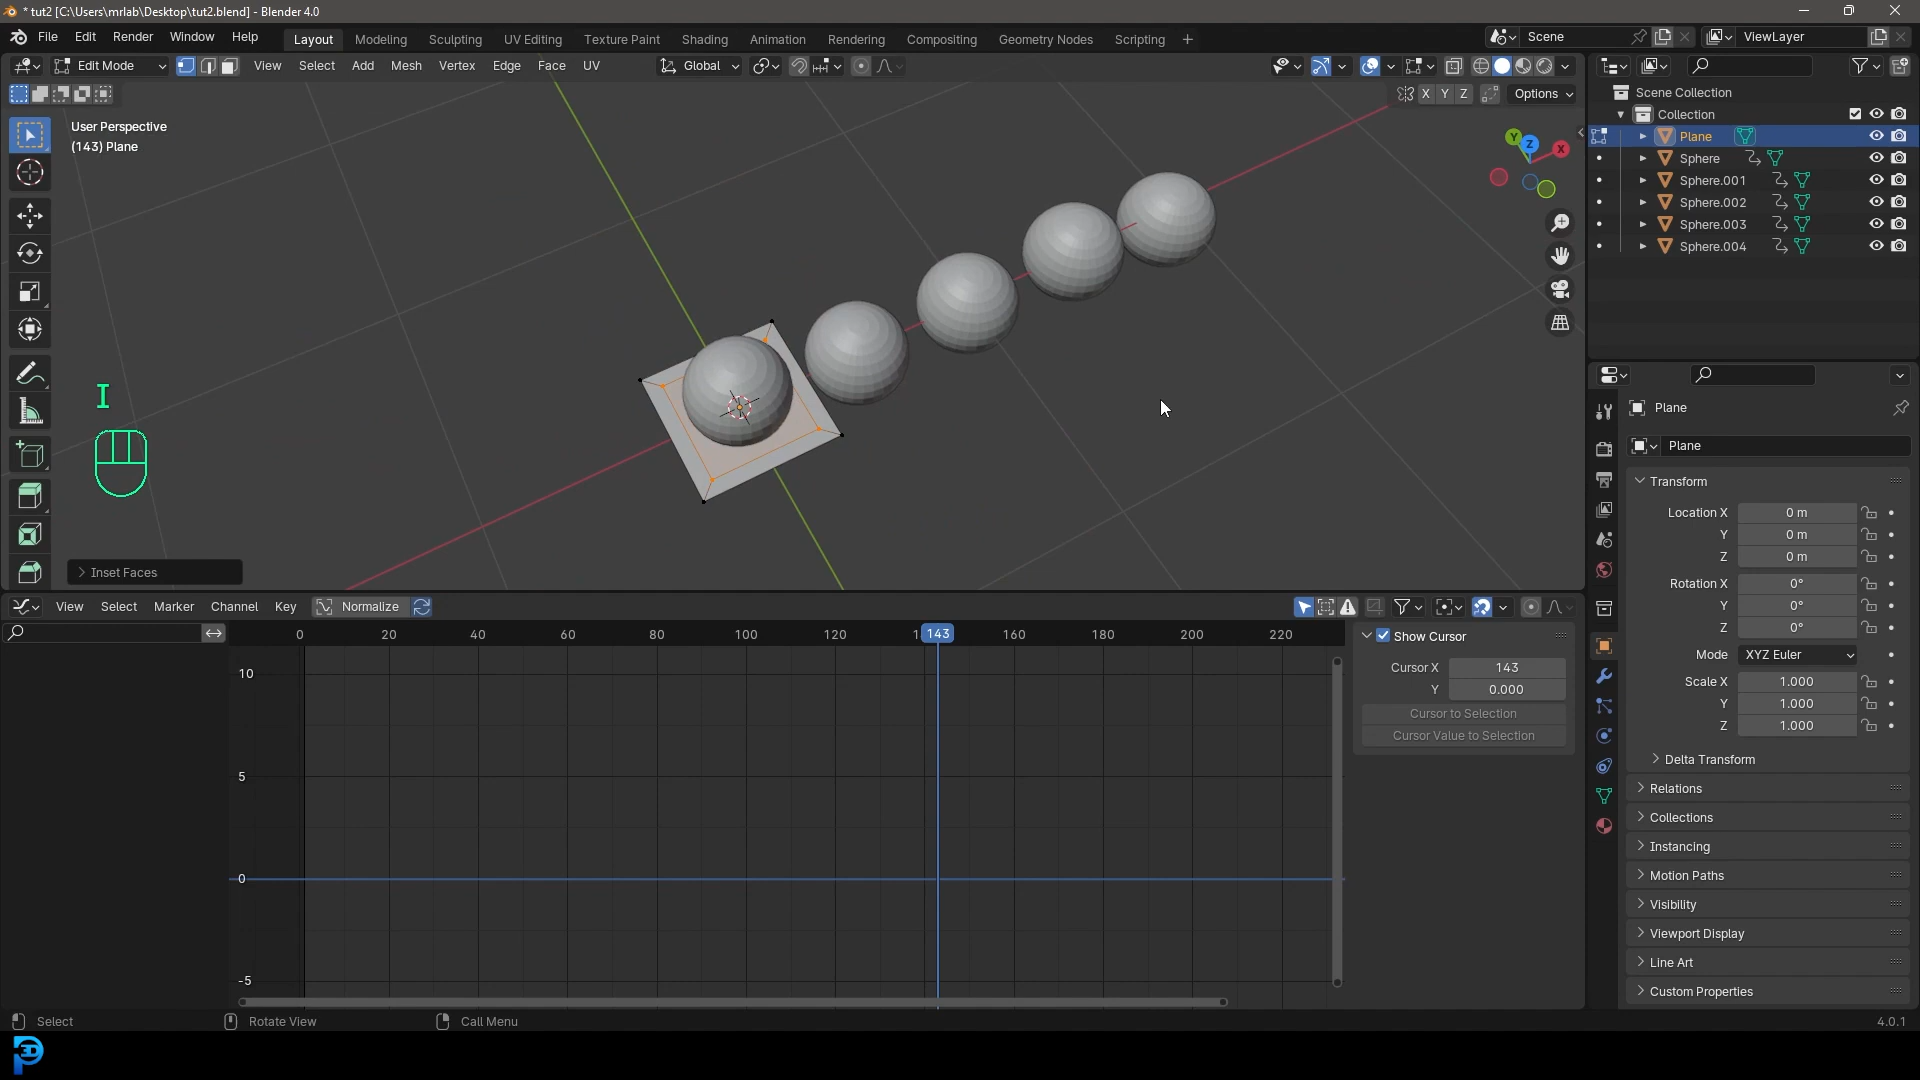 * tut2 [C:\Users\mrlab\Desktop\tut2.blend] - Blender 4.0
File Edit Render Window Help Layout Modeling Sculpting UV Editing Texture Paint Shading Animation Rendering Compositing Geometry Nodes Scripting + Scene ViewLayer
Edit Mode View Select Add Mesh Vertex Edge Face UV Global
X Y Z Options
User Perspective
(143) Plane
Y Z X
I
Inset Faces
Scene Collection
Collection
Plane
Sphere
Sphere.001
Sphere.002
Sphere.003
Sphere.004
Plane
Plane
Transform
Location X 0 m
Y 0 m
Z 0 m
Rotation X 0°
Y 0°
Z 0°
Mode XYZ Euler
Scale X 1.000
Y 1.000
Z 1.000
Delta Transform
Relations
Collections
Instancing
Motion Paths
Visibility
Viewport Display
Line Art
Custom Properties
View Select Marker Channel Key Normalize
0 20 40 60 80 100 120 1 143 160 180 200 220
10
5
0
-5
Show Cursor
Cursor X 143
Y 0.000
Cursor to Selection
Cursor Value to Selection
Select Rotate View Call Menu 4.0.1
3D